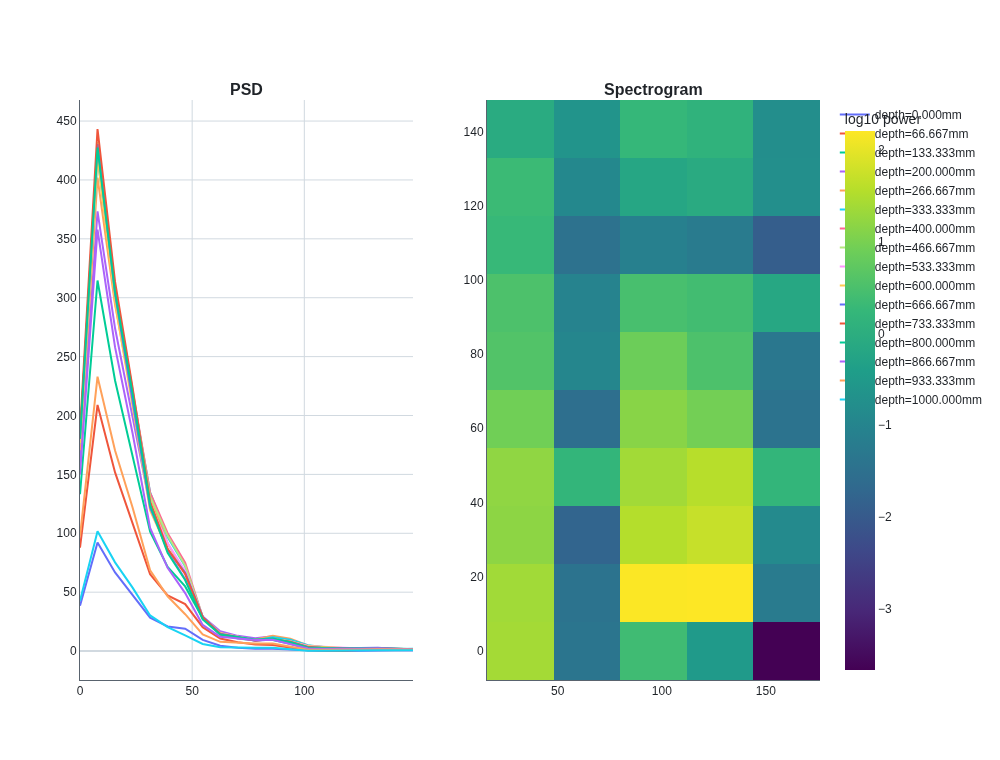 PSD
450
400
350
300
250
200
150
100
50
0
0
50
100
Spectrogram
140
120
100
80
60
40
20
0
50
100
150
log10 power
2
1
0
−1
−2
−3
depth=0.000mm
depth=66.667mm
depth=133.333mm
depth=200.000mm
depth=266.667mm
depth=333.333mm
depth=400.000mm
depth=466.667mm
depth=533.333mm
depth=600.000mm
depth=666.667mm
depth=733.333mm
depth=800.000mm
depth=866.667mm
depth=933.333mm
depth=1000.000mm